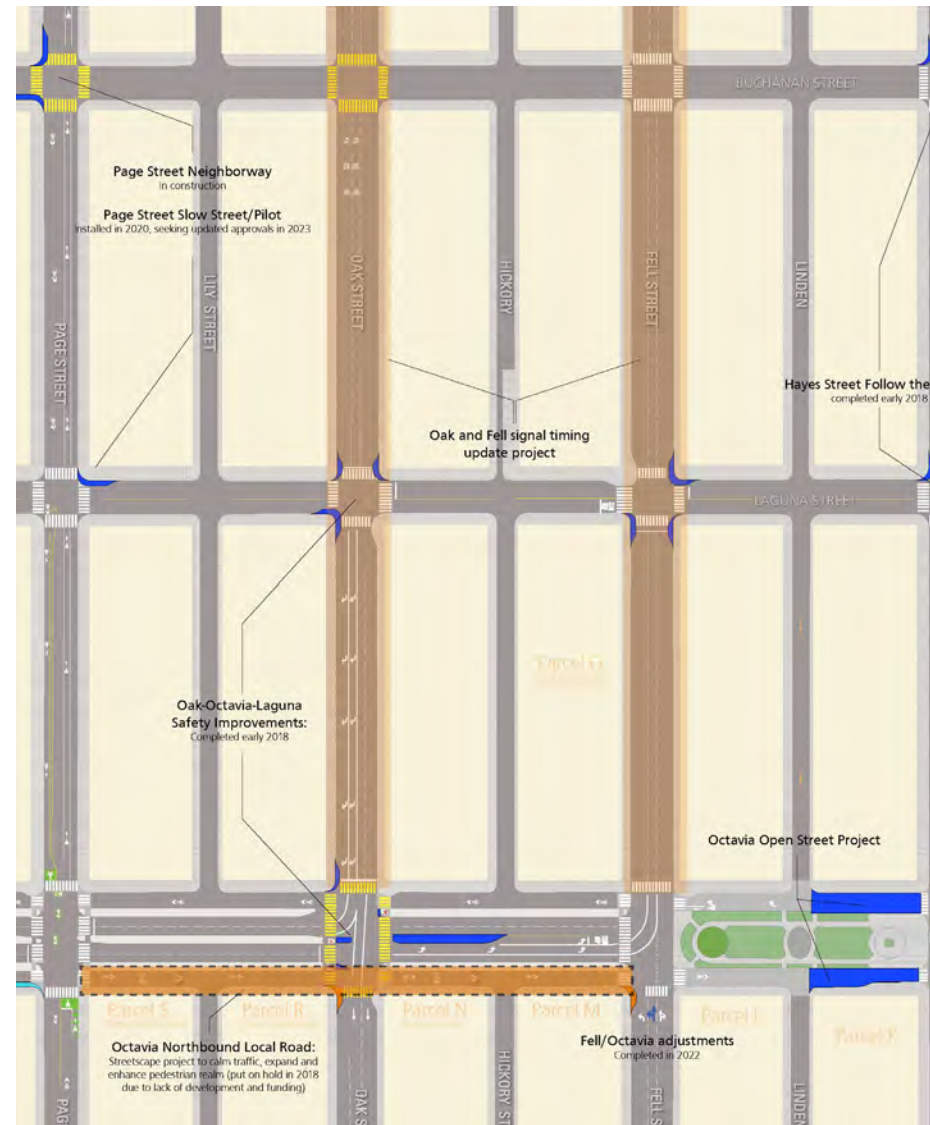 BUCHANAN STREET
Page Street Neighborway
In construction
Page Street Slow Street/Pilot
Installed in 2020, seeking updated approvals in 2023
PAGE STREET
LILY STREET
OAK STREET
HICKORY
FELL STREET
LINDEN
Hayes Street Follow the
completed early 2018
Oak and Fell signal timing
update project
LAGUNA STREET
Parcel O
Oak-Octavia-Laguna
Safety Improvements:
Completed early 2018
Octavia Open Street Project
Parcel S
Parcel R
Parcel N
Parcel M
Parcel L
Parcel K
Octavia Northbound Local Road:
Streetscape project to calm traffic, expand and
enhance pedestrian realm (put on hold in 2018
due to lack of development and funding)
Fell/Octavia adjustments
Completed in 2022
PAG
OAK S
HICKORY ST
FELL S
LINDEN